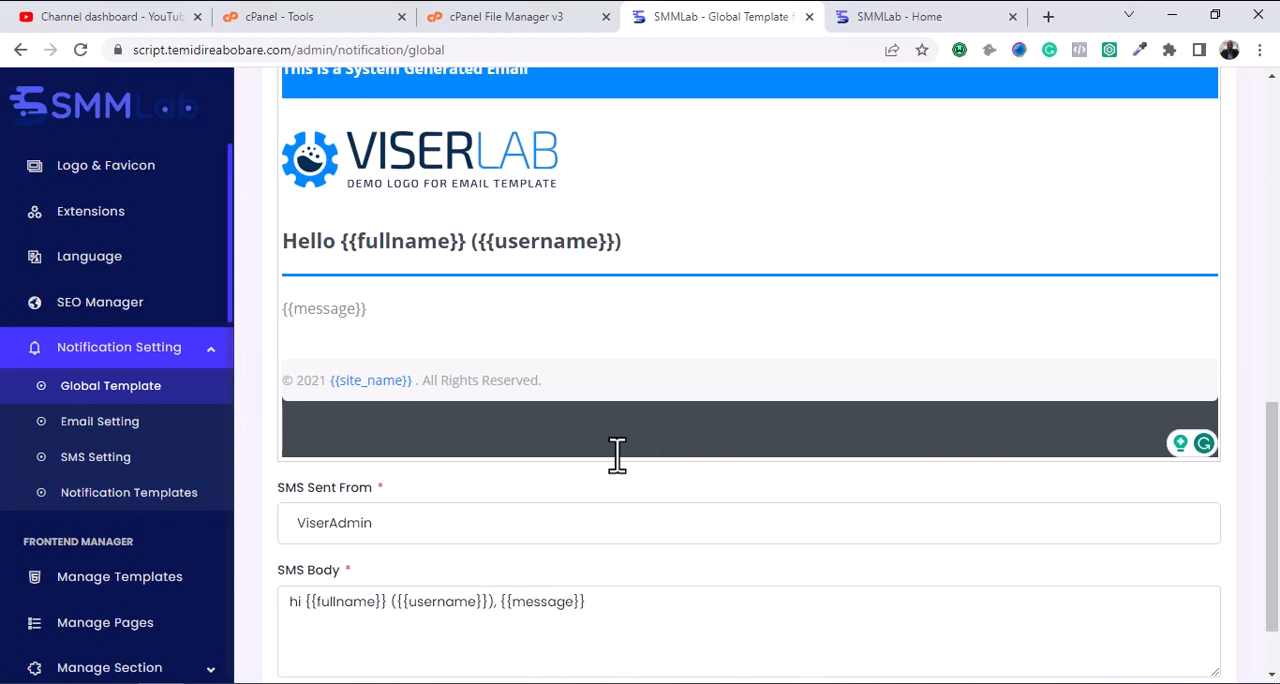 Channel dashboard - YouTu
cPanel - Tools
cPanel File Manager v3
SMMLab - Global Template f
SMMLab - Home
script.temidireabobare.com/admin/notification/global
SMMLab
Logo & Favicon
Extensions
Language
SEO Manager
Notification Setting
Global Template
Email Setting
SMS Setting
Notification Templates
FRONTEND MANAGER
Manage Templates
Manage Pages
Manage Section
This is a System Generated Email
VISERLAB
DEMO LOGO FOR EMAIL TEMPLATE
Hello {{fullname}} ({{username}})
{{message}}
© 2021 {{site_name}} . All Rights Reserved.
SMS Sent From *
ViserAdmin
SMS Body *
hi {{fullname}} ({{username}}), {{message}}